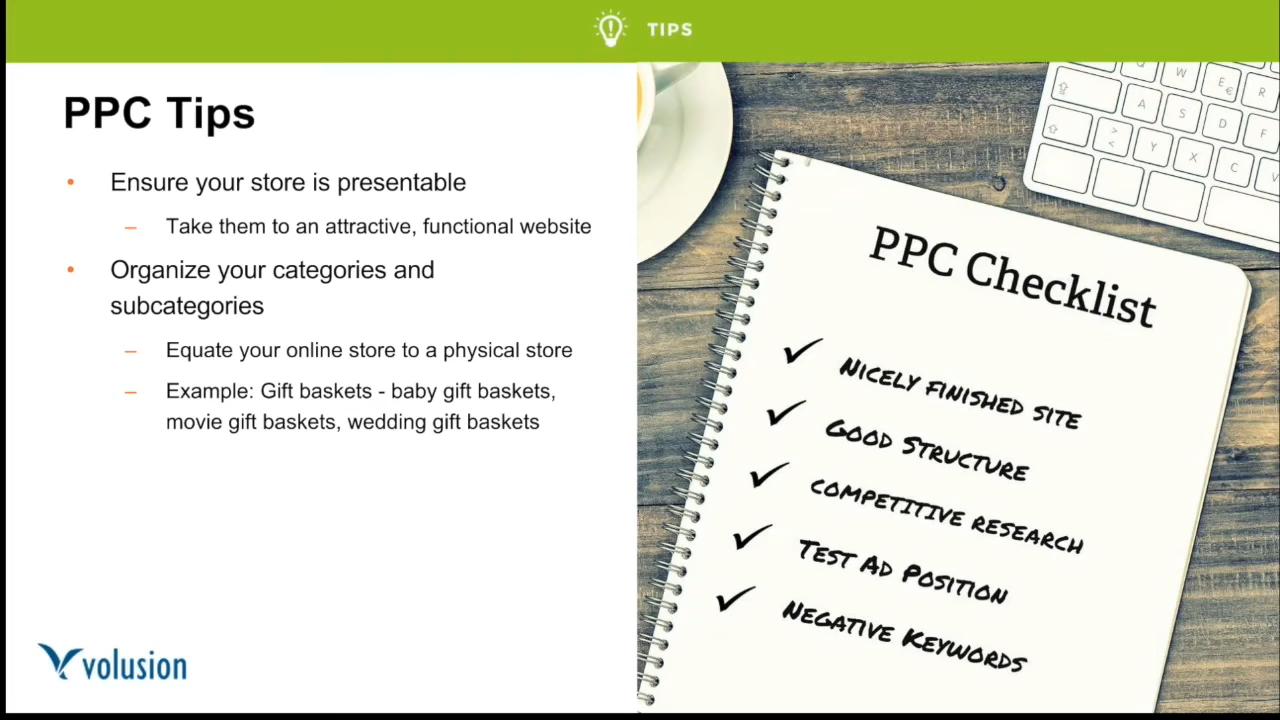 TIPS
PPC Tips
• Ensure your store is presentable
– Take them to an attractive, functional website
• Organize your categories and
subcategories
– Equate your online store to a physical store
– Example: Gift baskets - baby gift baskets,
movie gift baskets, wedding gift baskets
volusion
Q W E € R
A S D F
> < Y X C V
PPC Checklist
✓ NICELY FINISHED SITE
✓ GOOD STRUCTURE
✓ COMPETITIVE RESEARCH
✓ TEST AD POSITION
✓ NEGATIVE KEYWORDS